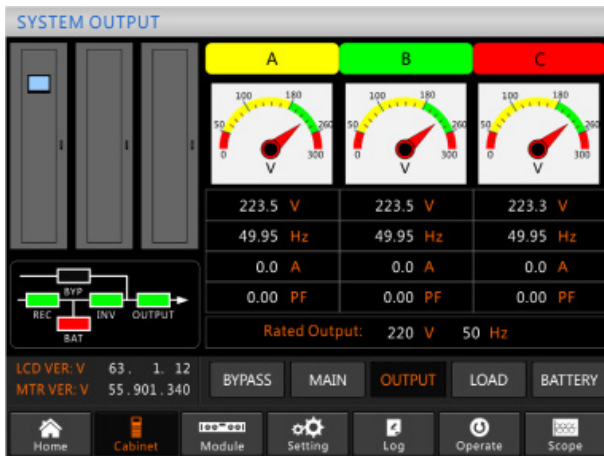 SYSTEM OUTPUT
A B C
50 100 180 260 0 300 V
50 100 180 260 0 300 V
50 100 180 260 0 300 V
223.5 V 223.5 V 223.3 V
49.95 Hz 49.95 Hz 49.95 Hz
0.0 A 0.0 A 0.0 A
0.00 PF 0.00 PF 0.00 PF
BYP
REC INV OUTPUT
BAT
Rated Output: 220 V 50 Hz
LCD VER: V 63. 1. 12
MTR VER: V 55.901.340
BYPASS MAIN OUTPUT LOAD BATTERY
Home Cabinet Module Setting Log Operate Scope